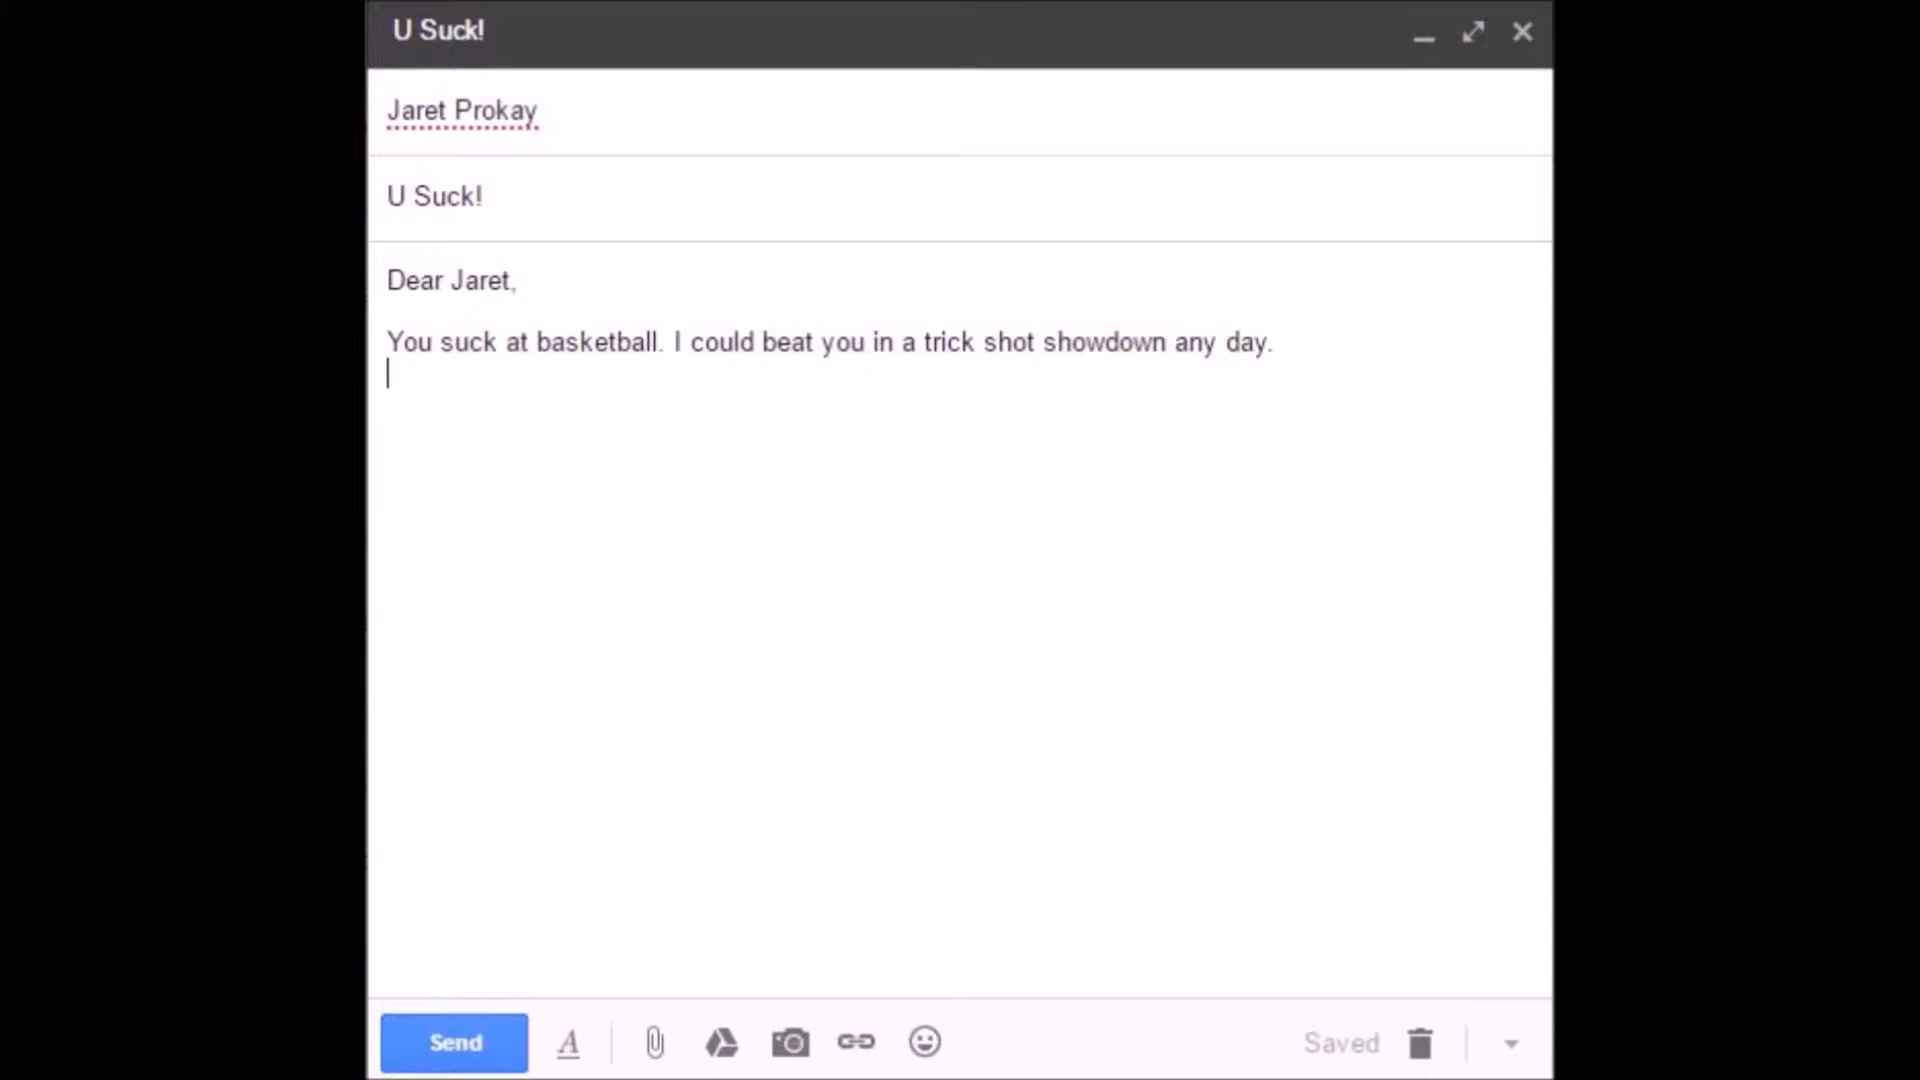 U Suck!
Jaret Prokay
U Suck!
Dear Jaret,
You suck at basketball. I could beat you in a trick shot showdown any day.
Send
A
Saved